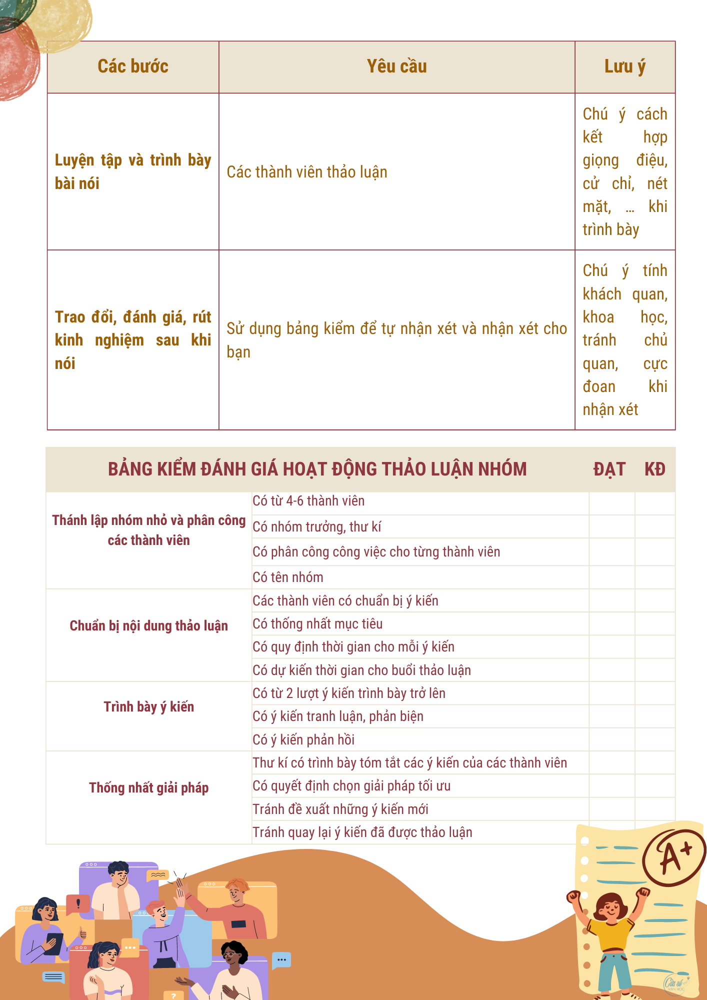 Các bước
Yêu cầu
Lưu ý
Luyện tập và trình bày
bài nói
Các thành viên thảo luận
Chú ý cách
kết hợp
giọng điệu,
cử chỉ, nét
mặt, ... khi
trình bày
Trao đổi, đánh giá, rút
kinh nghiệm sau khi
nói
Sử dụng bảng kiểm để tự nhận xét và nhận xét cho
bạn
Chú ý tính
khách quan,
khoa học,
tránh chủ
quan, cực
đoan khi
nhận xét
BẢNG KIỂM ĐÁNH GIÁ HOẠT ĐỘNG THẢO LUẬN NHÓM
ĐẠT
KĐ
Thánh lập nhóm nhỏ và phân công
các thành viên
Có từ 4-6 thành viên
Có nhóm trưởng, thư kí
Có phân công công việc cho từng thành viên
Có tên nhóm
Chuẩn bị nội dung thảo luận
Các thành viên có chuẩn bị ý kiến
Có thống nhất mục tiêu
Có quy định thời gian cho mỗi ý kiến
Có dự kiến thời gian cho buổi thảo luận
Trình bày ý kiến
Có từ 2 lượt ý kiến trình bày trở lên
Có ý kiến tranh luận, phản biện
Có ý kiến phản hồi
Thống nhất giải pháp
Thư kí có trình bày tóm tắt các ý kiến của các thành viên
Có quyết định chọn giải pháp tối ưu
Tránh đề xuất những ý kiến mới
Tránh quay lại ý kiến đã được thảo luận
A+
!
?
Cửa sổ
VĂN HỌC